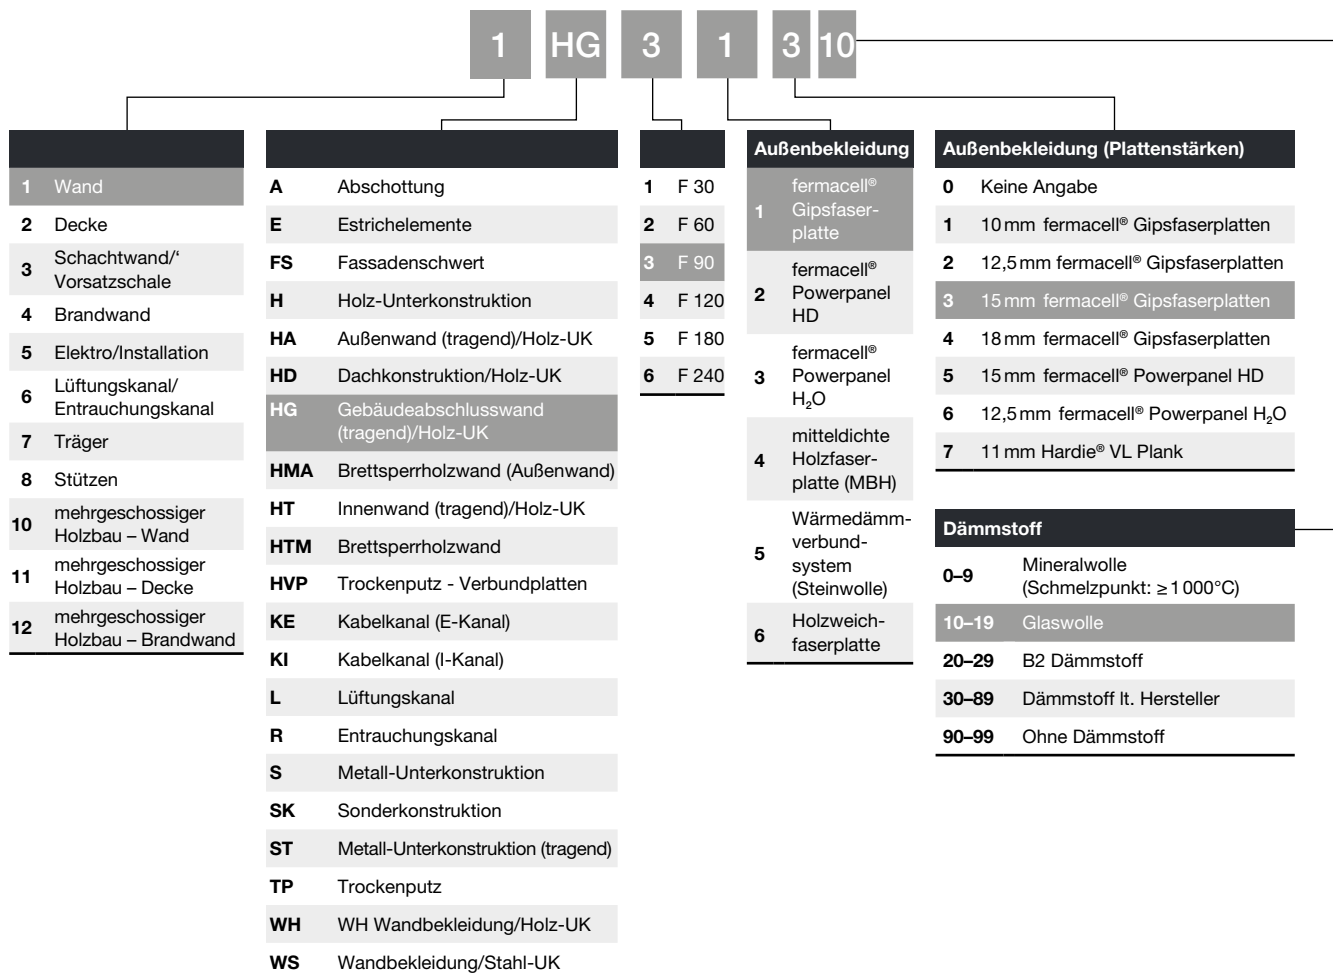 1 HG 3 1 3 10
1 Wand
2 Decke
3 Schachtwand/‘
Vorsatzschale
4 Brandwand
5 Elektro/Installation
6 Lüftungskanal/
Entrauchungskanal
7 Träger
8 Stützen
10 mehrgeschossiger
Holzbau – Wand
11 mehrgeschossiger
Holzbau – Decke
12 mehrgeschossiger
Holzbau – Brandwand
A Abschottung
E Estrichelemente
FS Fassadenschwert
H Holz-Unterkonstruktion
HA Außenwand (tragend)/Holz-UK
HD Dachkonstruktion/Holz-UK
HG Gebäudeabschlusswand
(tragend)/Holz-UK
HMA Brettsperrholzwand (Außenwand)
HT Innenwand (tragend)/Holz-UK
HTM Brettsperrholzwand
HVP Trockenputz - Verbundplatten
KE Kabelkanal (E-Kanal)
KI Kabelkanal (I-Kanal)
L Lüftungskanal
R Entrauchungskanal
S Metall-Unterkonstruktion
SK Sonderkonstruktion
ST Metall-Unterkonstruktion (tragend)
TP Trockenputz
WH WH Wandbekleidung/Holz-UK
WS Wandbekleidung/Stahl-UK
1 F 30
2 F 60
3 F 90
4 F 120
5 F 180
6 F 240
Außenbekleidung
1 fermacell®
Gipsfaser-
platte
2 fermacell®
Powerpanel
HD
3 fermacell®
Powerpanel
H₂O
4 mitteldichte
Holzfaser-
platte (MBH)
5 Wärmedämm-
verbund-
system
(Steinwolle)
6 Holzweich-
faserplatte
Außenbekleidung (Plattenstärken)
0 Keine Angabe
1 10 mm fermacell® Gipsfaserplatten
2 12,5 mm fermacell® Gipsfaserplatten
3 15 mm fermacell® Gipsfaserplatten
4 18 mm fermacell® Gipsfaserplatten
5 15 mm fermacell® Powerpanel HD
6 12,5 mm fermacell® Powerpanel H₂O
7 11 mm Hardie® VL Plank
Dämmstoff
0–9 Mineralwolle
(Schmelzpunkt: ≥ 1 000°C)
10–19 Glaswolle
20–29 B2 Dämmstoff
30–89 Dämmstoff lt. Hersteller
90–99 Ohne Dämmstoff